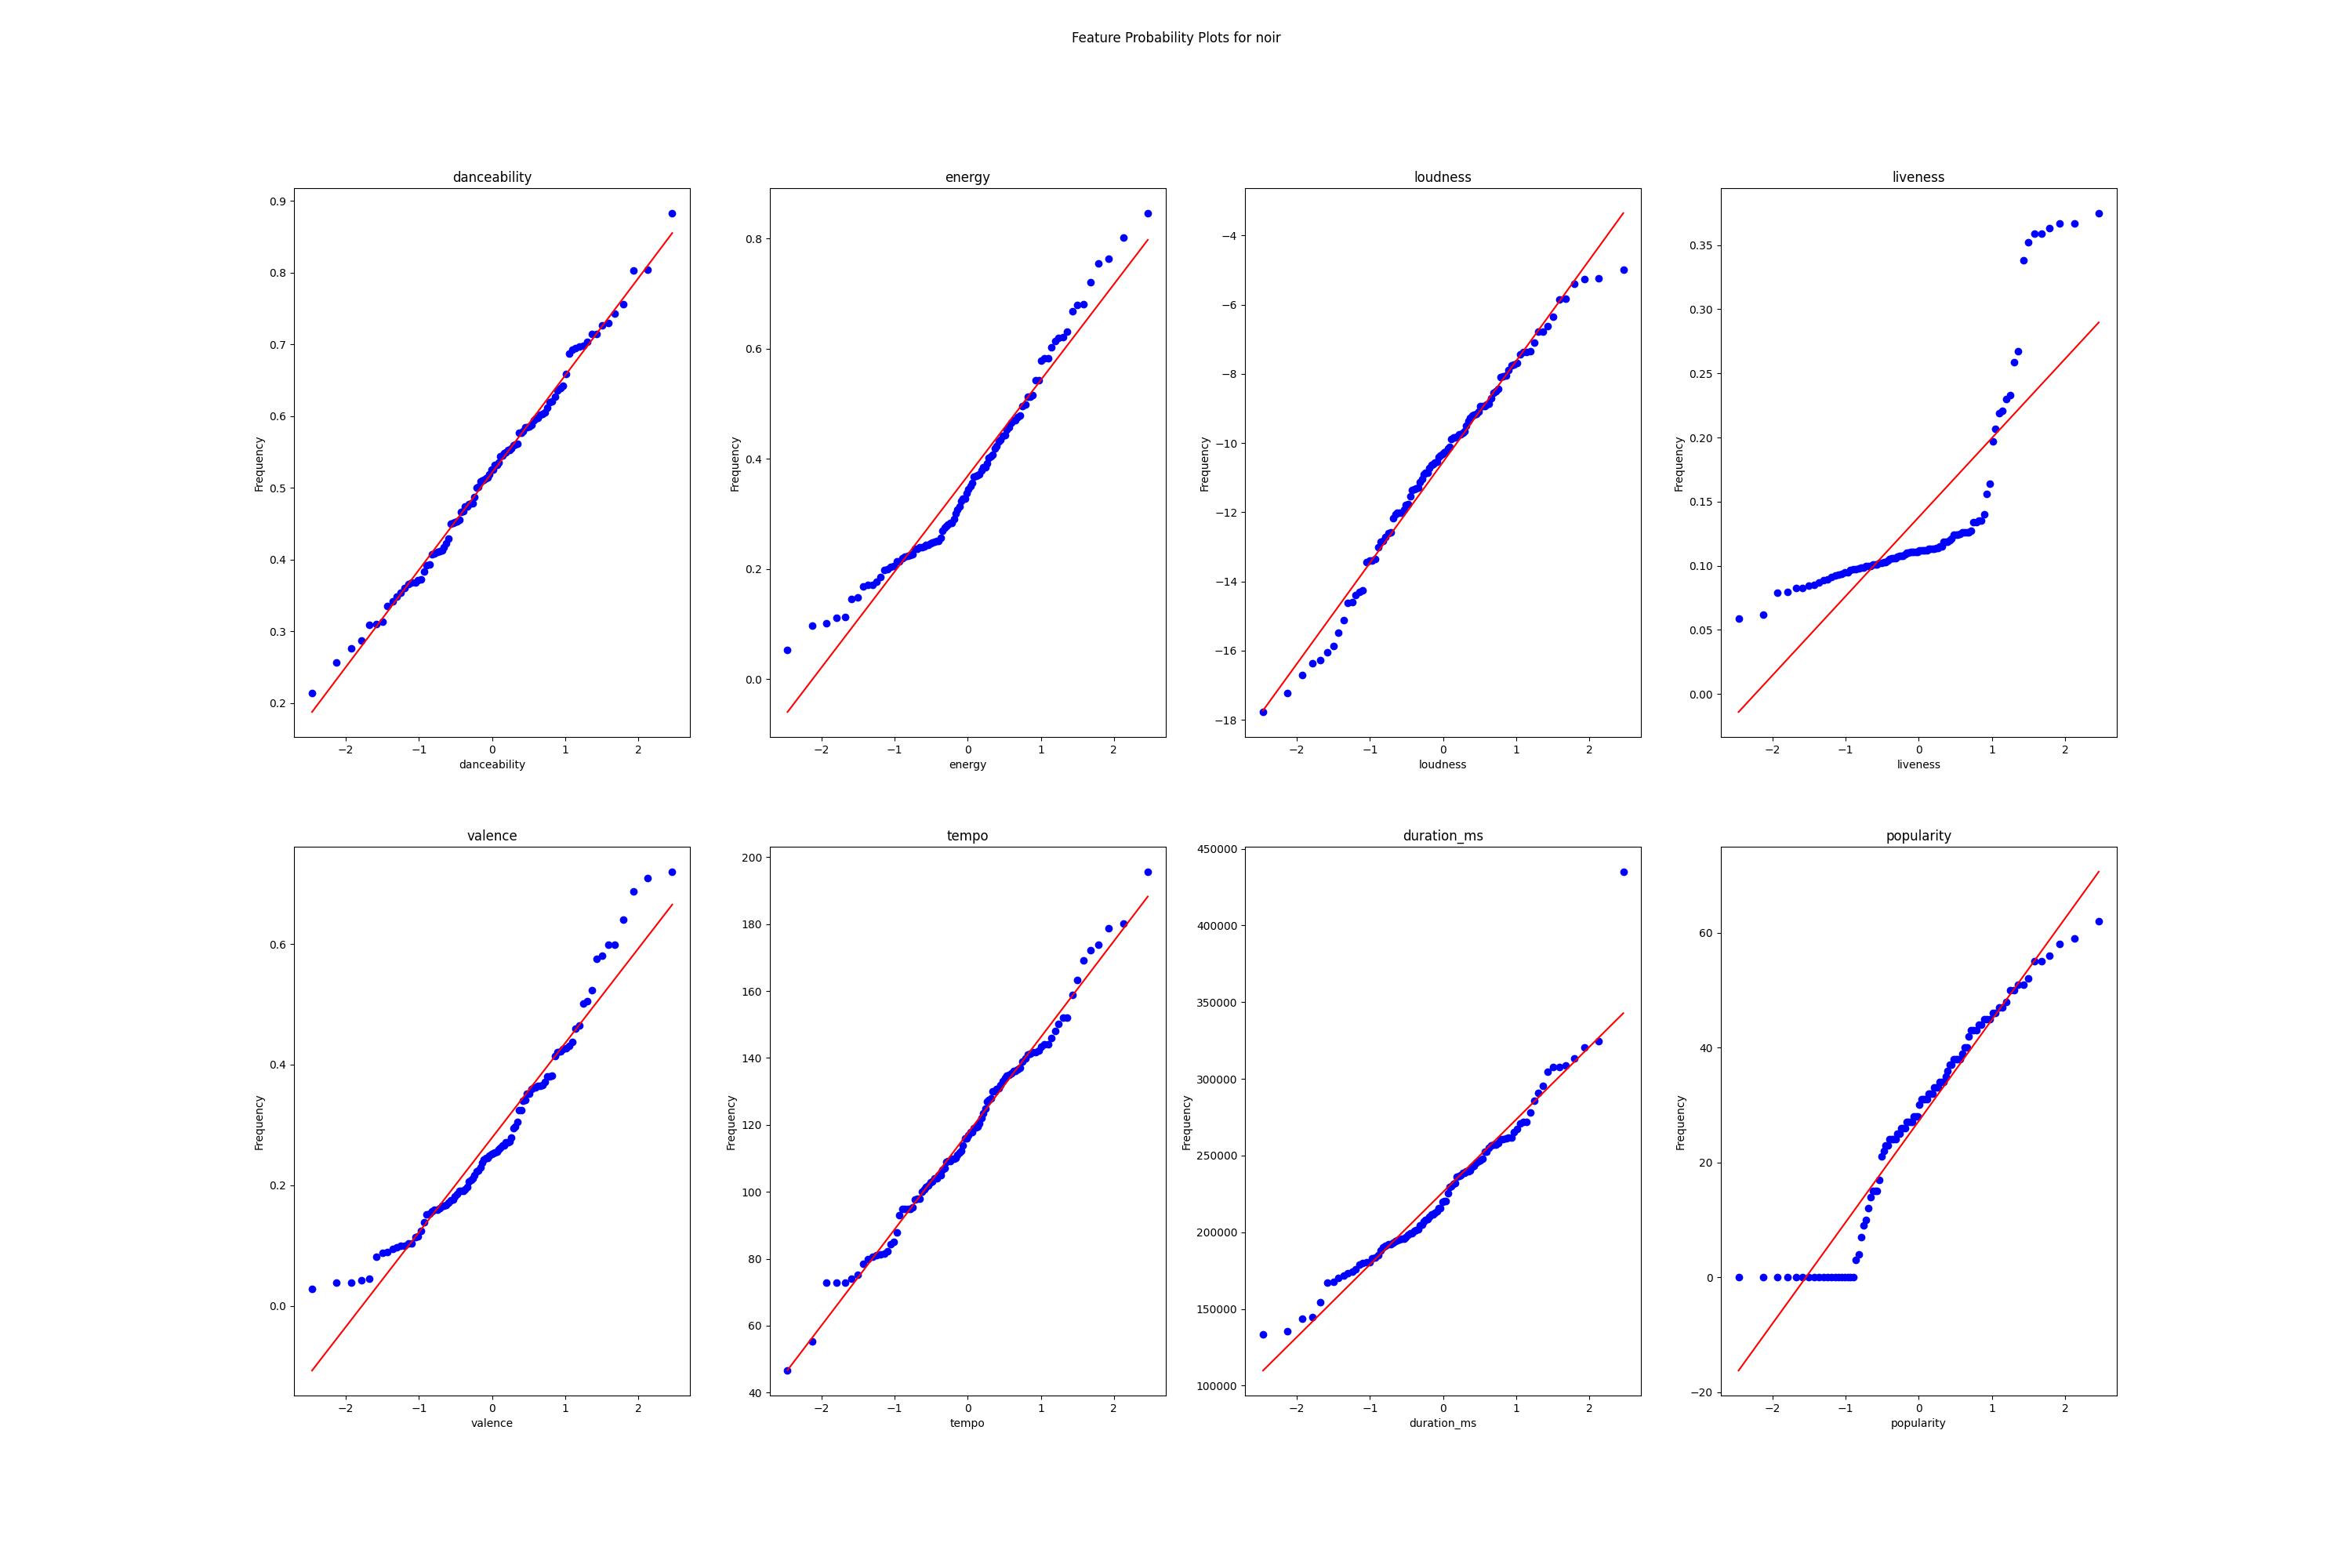 Feature Probability Plots for noir
danceability
0.9
0.8
0.7
0.6
0.5
0.4
0.3
0.2
Frequency
−2 −1 0 1 2
danceability
energy
0.8
0.6
0.4
0.2
0.0
Frequency
−2 −1 0 1 2
energy
loudness
−4
−6
−8
−10
−12
−14
−16
−18
Frequency
−2 −1 0 1 2
loudness
liveness
0.35
0.30
0.25
0.20
0.15
0.10
0.05
0.00
Frequency
−2 −1 0 1 2
liveness
valence
0.6
0.4
0.2
0.0
Frequency
−2 −1 0 1 2
valence
tempo
200
180
160
140
120
100
80
60
40
Frequency
−2 −1 0 1 2
tempo
duration_ms
450000
400000
350000
300000
250000
200000
150000
100000
Frequency
−2 −1 0 1 2
duration_ms
popularity
60
40
20
0
−20
Frequency
−2 −1 0 1 2
popularity